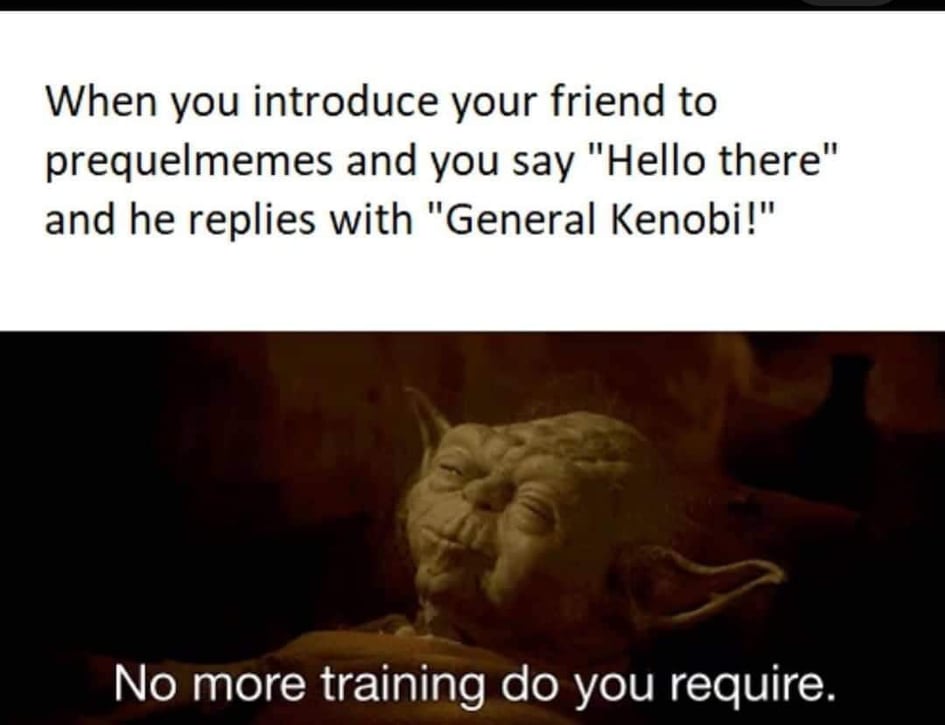 When you introduce your friend to
prequelmemes and you say "Hello there"
and he replies with "General Kenobi!"
No more training do you require.